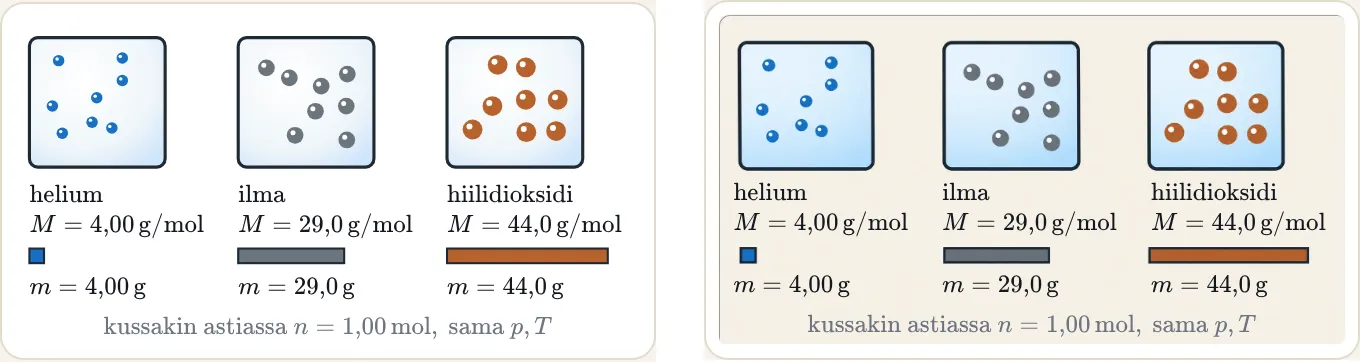 helium ilma hiilidioksidi
M = 4,00 g/mol M = 29,0 g/mol M = 44,0 g/mol
m = 4,00 g m = 29,0 g m = 44,0 g
kussakin astiassa n = 1,00 mol, sama p, T
helium ilma hiilidioksidi
M = 4,00 g/mol M = 29,0 g/mol M = 44,0 g/mol
m = 4,00 g m = 29,0 g m = 44,0 g
kussakin astiassa n = 1,00 mol, sama p, T